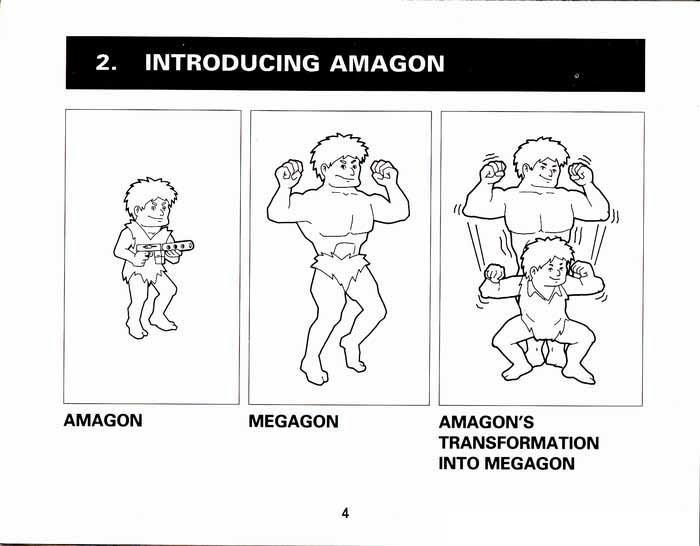 2. INTRODUCING AMAGON
AMAGON
MEGAGON
AMAGON'S
TRANSFORMATION
INTO MEGAGON
4